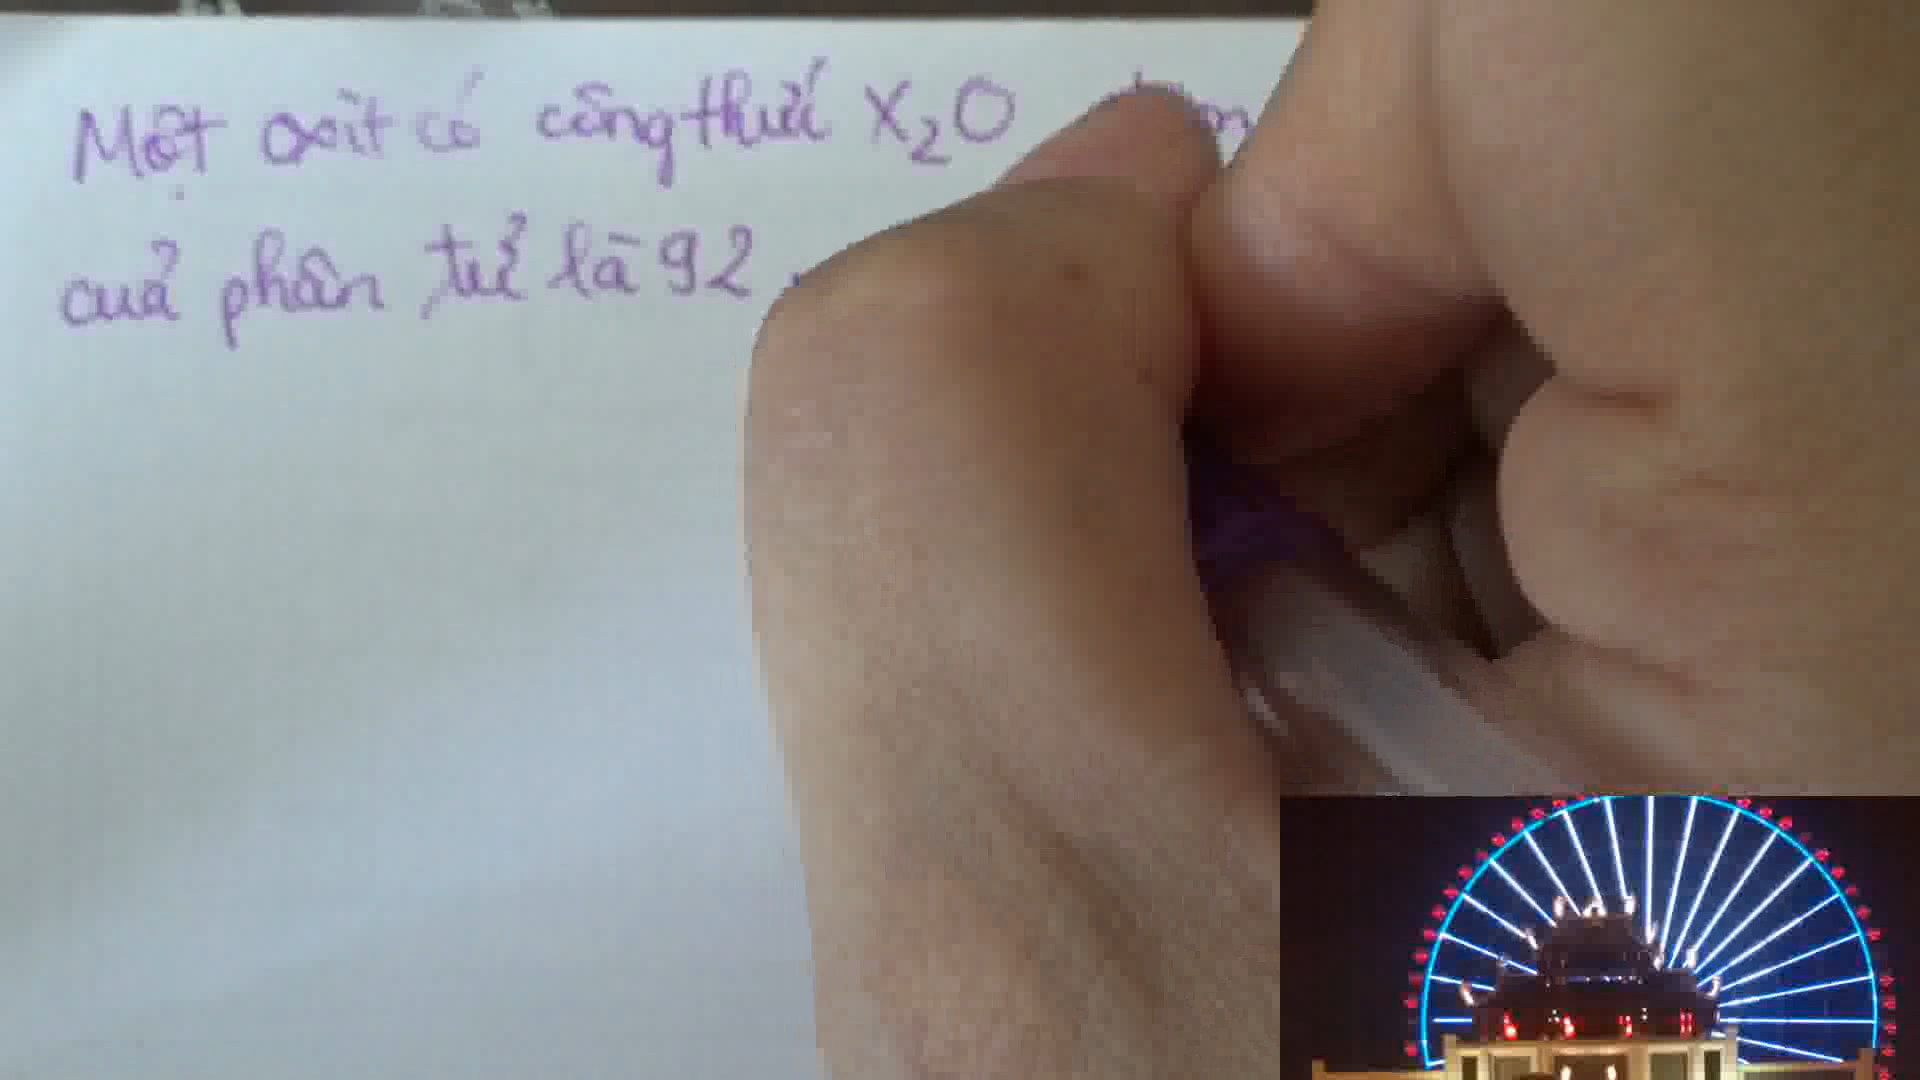 Một oxit có công thức X₂O
của phân tử là 92.